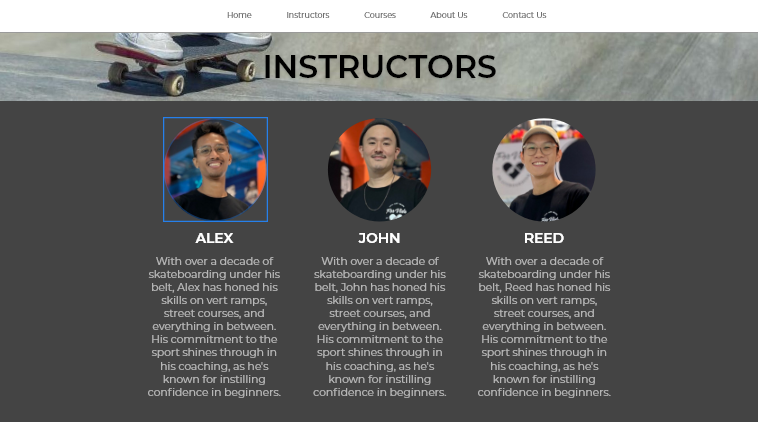 Home Instructors Courses About Us Contact Us
INSTRUCTORS
ALEX
With over a decade of
skateboarding under his
belt, Alex has honed his
skills on vert ramps,
street courses, and
everything in between.
His commitment to the
sport shines through in
his coaching, as he's
known for instilling
confidence in beginners.
JOHN
With over a decade of
skateboarding under his
belt, John has honed his
skills on vert ramps,
street courses, and
everything in between.
His commitment to the
sport shines through in
his coaching, as he's
known for instilling
confidence in beginners.
REED
With over a decade of
skateboarding under his
belt, Reed has honed his
skills on vert ramps,
street courses, and
everything in between.
His commitment to the
sport shines through in
his coaching, as he's
known for instilling
confidence in beginners.